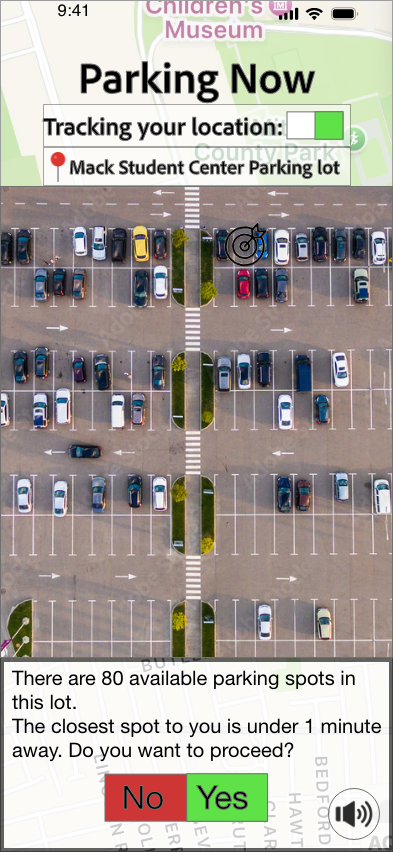 9:41
Children's
Museum
Parking Now
Tracking your location:
County Park
Mack Student Center Parking lot
There are 80 available parking spots in
this lot.
The closest spot to you is under 1 minute
away. Do you want to proceed?
No
Yes
BEDFORD
HAWT